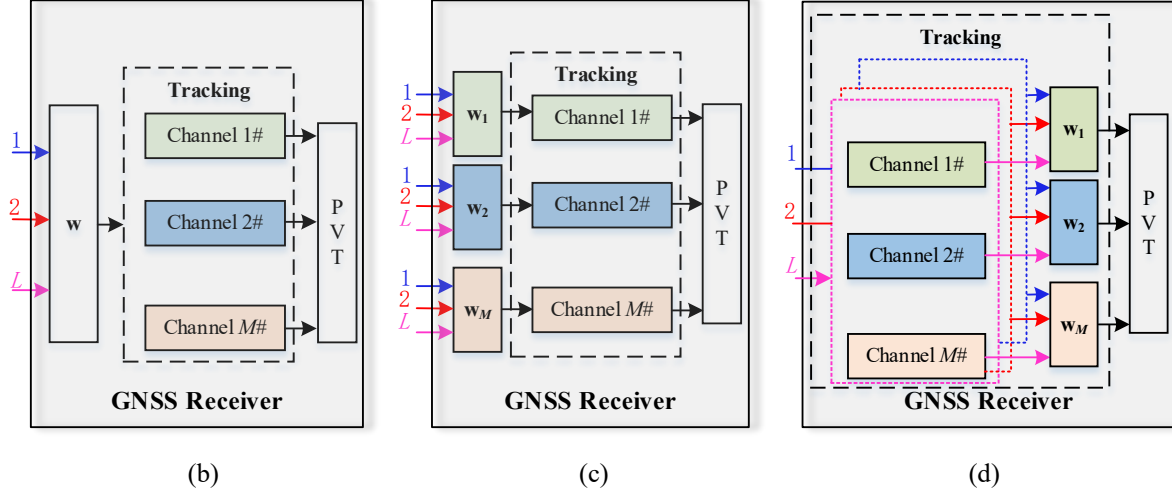 Tracking
Channel 1#
Channel 2#
Channel M#
1
2
L
w
P
V
T
GNSS Receiver
(b)
Tracking
1
2
L
w1
Channel 1#
1
2
L
w2
Channel 2#
1
2
L
wM
Channel M#
P
V
T
GNSS Receiver
(c)
Tracking
1
2
L
Channel 1#
Channel 2#
Channel M#
w1
w2
wM
P
V
T
GNSS Receiver
(d)